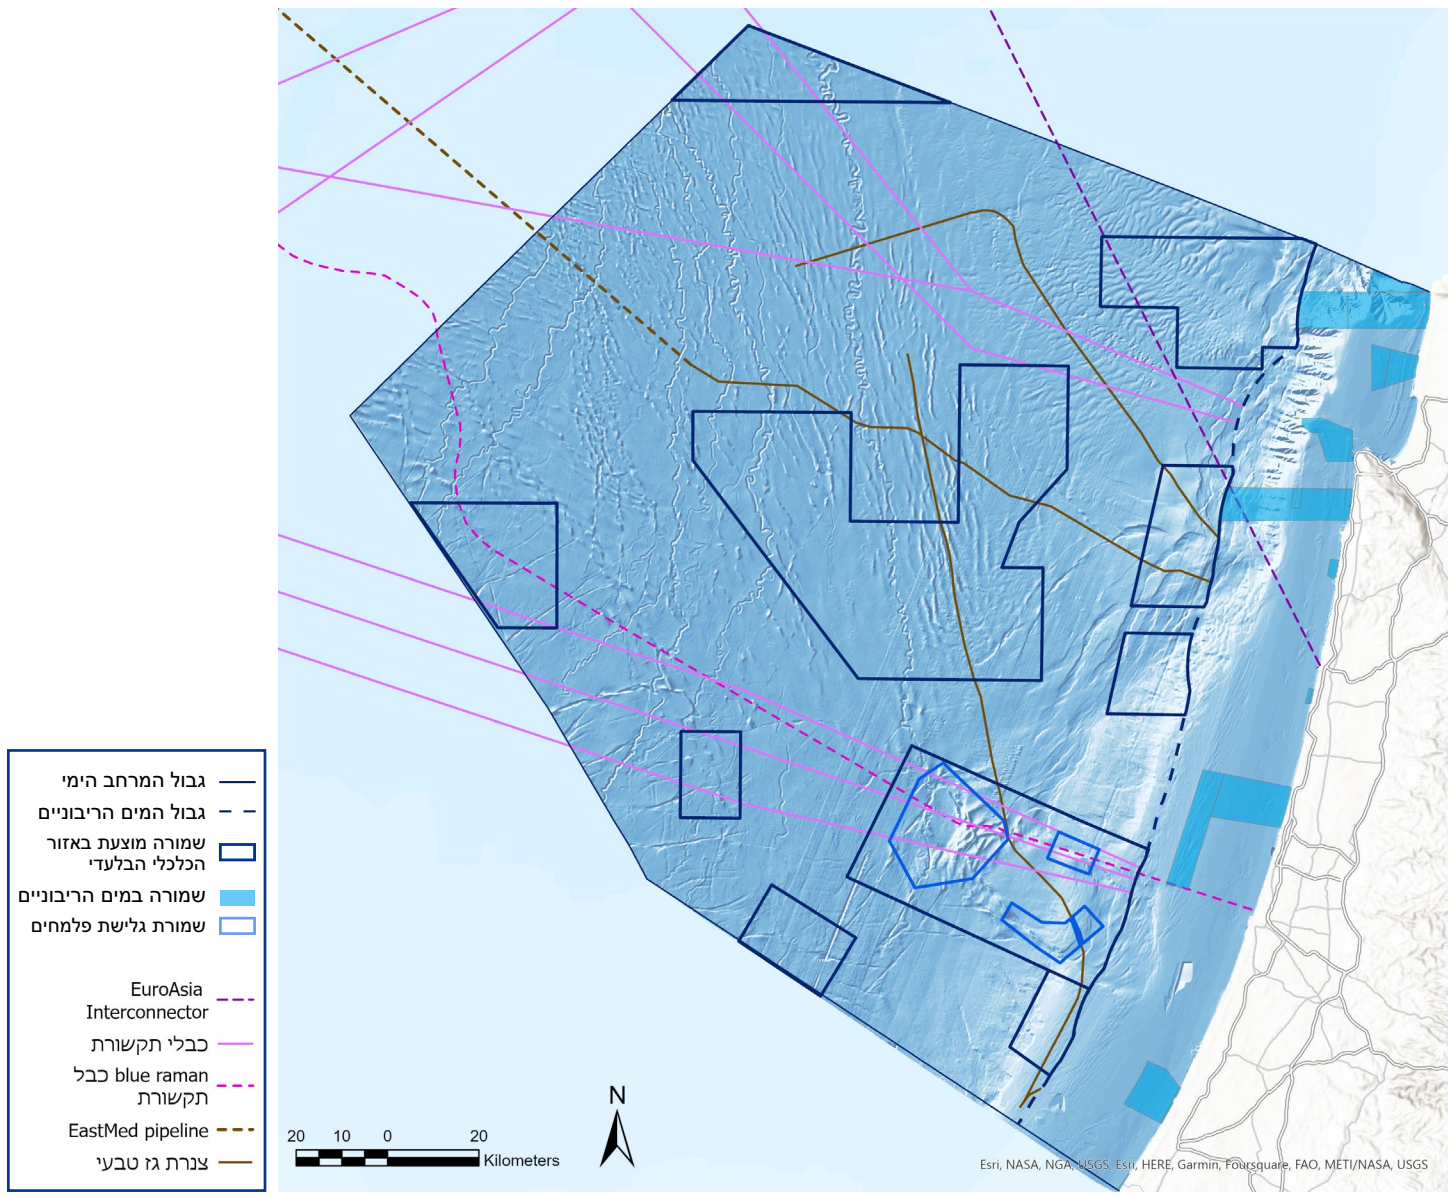 גבול המרחב הימי
גבול המים הריבוניים
שמורה מוצעת באזור
הכלכלי הבלעדי
שמורה במים הריבוניים
שמורת גלישת פלמחים
EuroAsia
Interconnector
כבלי תקשורת
כבל blue raman
תקשורת
EastMed pipeline
צנרת גז טבעי
N
20 10 0 20
Kilometers
Esri, NASA, NGA, USGS, Esri, HERE, Garmin, Foursquare, FAO, METI/NASA, USGS